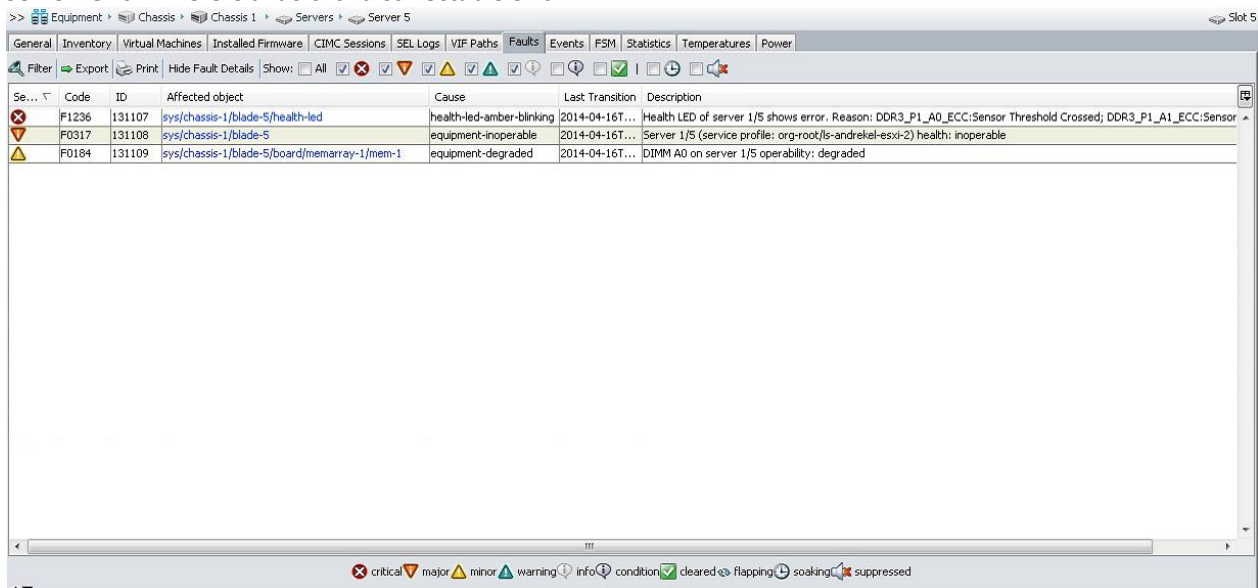 >> Equipment Chassis Chassis 1 Servers Server 5 Slot 5
General Inventory Virtual Machines Installed Firmware CIMC Sessions SEL Logs VIF Paths Faults Events FSM Statistics Temperatures Power
Filter Export Print Hide Fault Details Show: All
Se... Code ID Affected object Cause Last Transition Description
F1236 131107 sys/chassis-1/blade-5/health-led health-led-amber-blinking 2014-04-16T... Health LED of server 1/5 shows error. Reason: DDR3_P1_A0_ECC:Sensor Threshold Crossed; DDR3_P1_A1_ECC:Sensor
F0317 131108 sys/chassis-1/blade-5 equipment-inoperable 2014-04-16T... Server 1/5 (service profile: org-root/ls-andrekel-esxi-2) health: inoperable
F0184 131109 sys/chassis-1/blade-5/board/memarray-1/mem-1 equipment-degraded 2014-04-16T... DIMM A0 on server 1/5 operability: degraded
critical major minor warning info condition cleared flapping soaking suppressed